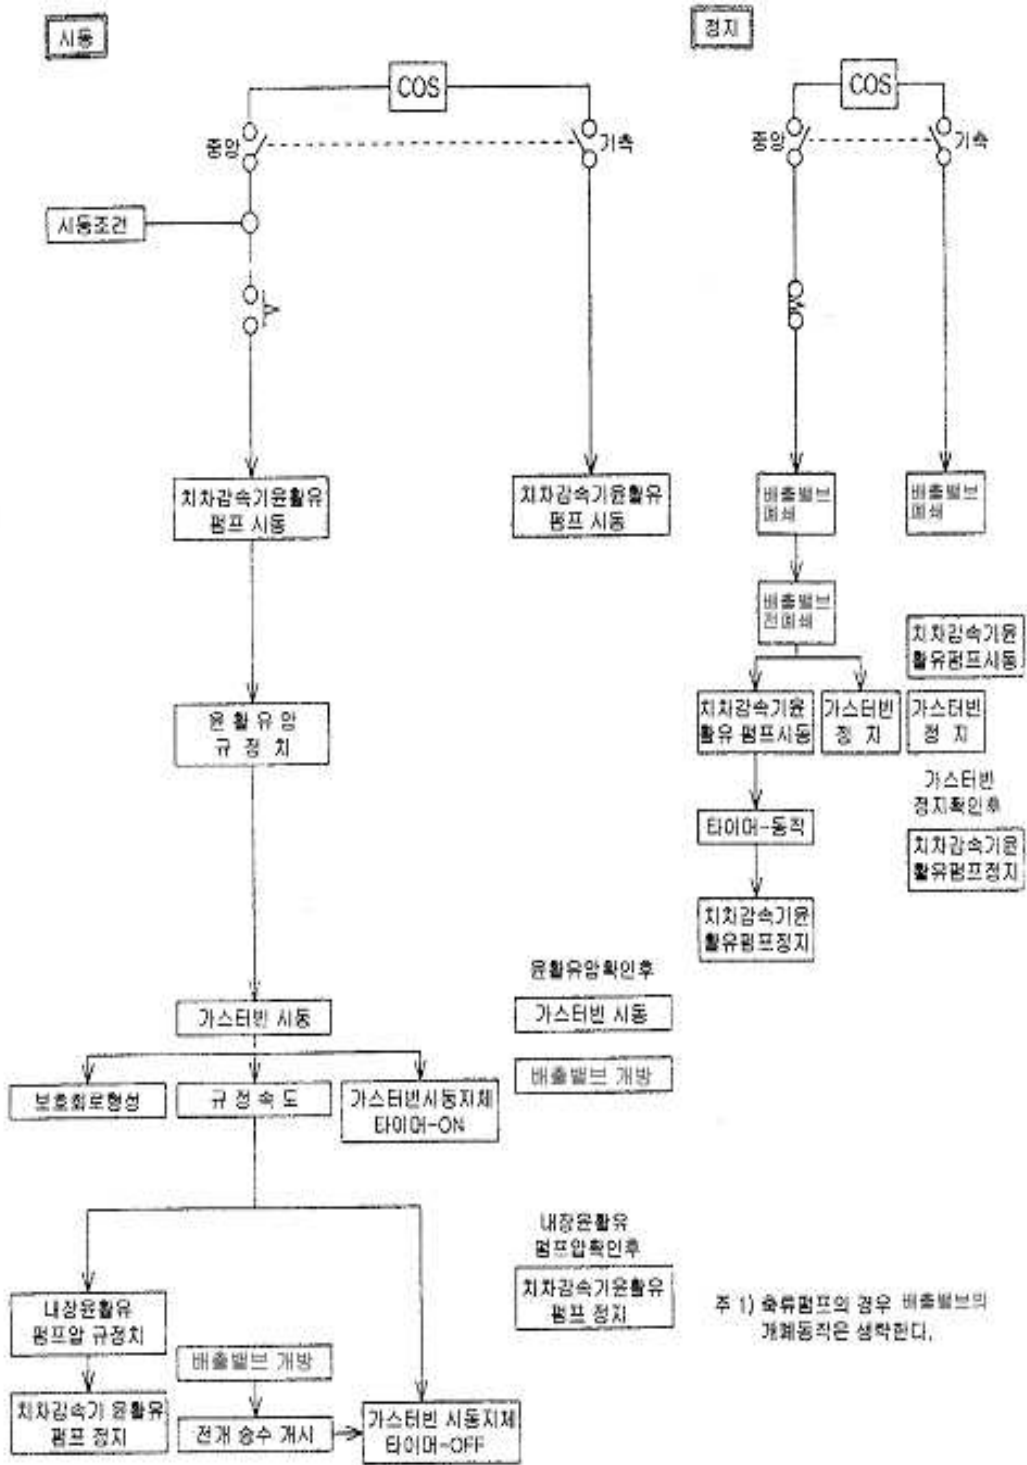 시동
COS
중앙
기측
시동조건
치차감속기윤활유
펌프 시동
치차감속기윤활유
펌프 시동
윤 활 유 압
규 정 치
가스터빈 시동
보호회로형성
규 정 속 도
가스터빈시동지체
타이머-ON
윤활유압확인후
가스터빈 시동
배출밸브 개방
내장윤활유
펌프압 규정치
치차감속기 윤활유
펌프 정지
배출밸브 개방
전개 송수 개시
가스터빈 시동지체
타이머-OFF
내장윤활유
펌프압확인후
치차감속기윤활유
펌프 정지
정지
COS
중앙
기측
배출밸브
폐쇄
배출밸브
폐쇄
배출밸브
전폐쇄
치차감속기윤
활유 펌프시동
가스터빈
정 지
타이머-동작
치차감속기윤
활유펌프정지
치차감속기윤
활유펌프시동
가스터빈
정 지
가스터빈
정지확인후
치차감속기윤
활유펌프정지
주 1) 축류펌프의 경우 배출밸브의
개폐동작은 생략한다.